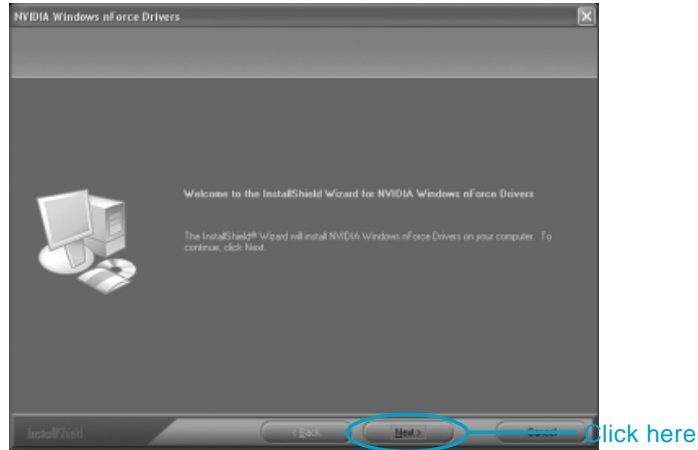 NVIDIA Windows nForce Drivers
Welcome to the InstallShield Wizard for NVIDIA Windows nForce Drivers
The InstallShield® Wizard will install NVIDIA Windows nForce Drivers on your computer. To
continue, click Next.
InstallShield
< Back
Next >
Cancel
Click here